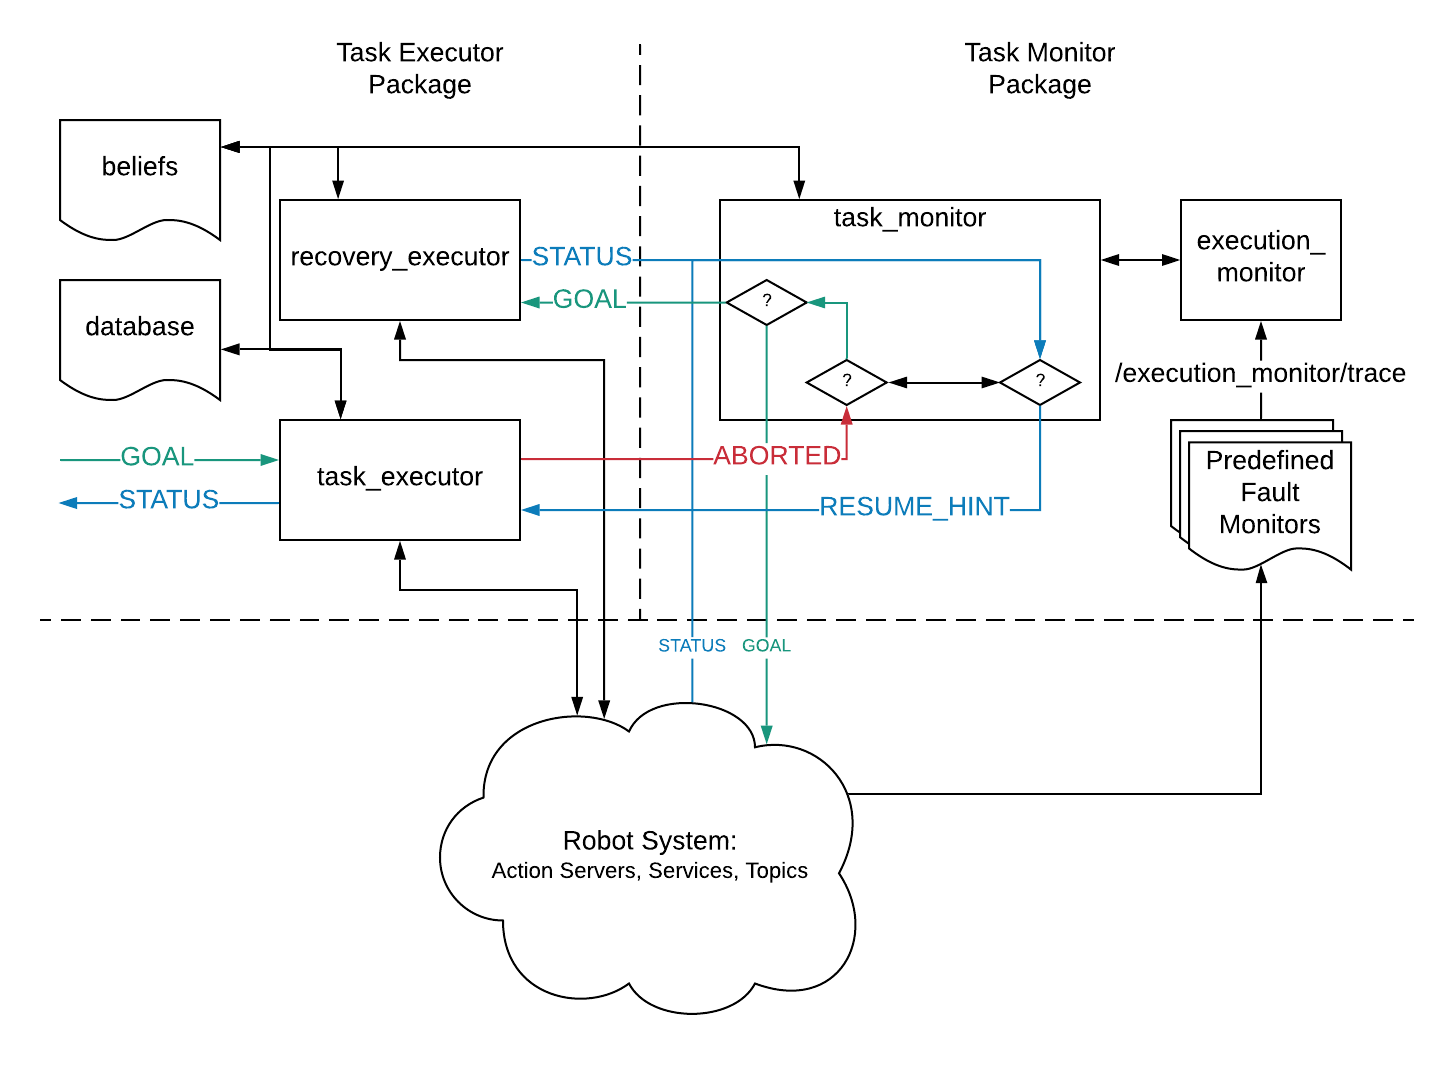 Task Executor
Package
Task Monitor
Package
beliefs
task_monitor
recovery_executor
STATUS
execution_
monitor
GOAL
?
database
?
?
/execution_monitor/trace
GOAL
task_executor
ABORTED
STATUS
RESUME_HINT
Predefined
Fault
Monitors
STATUS
GOAL
Robot System:
Action Servers, Services, Topics